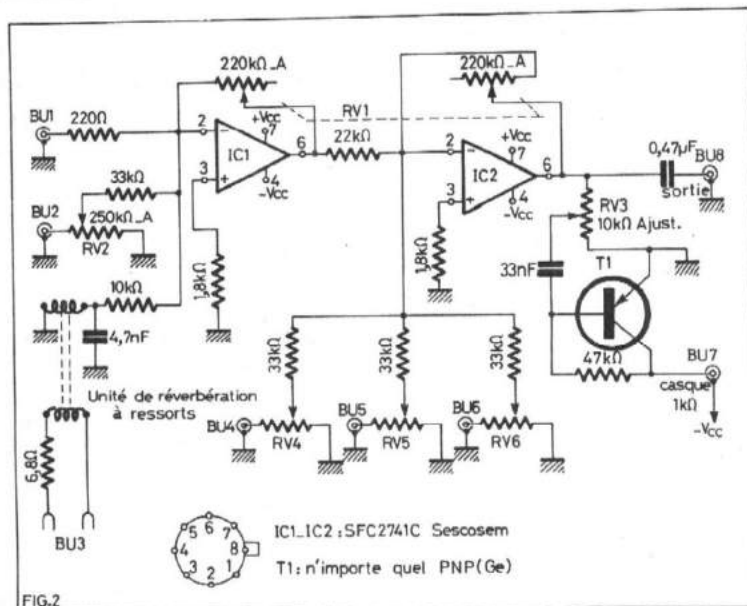 220kΩ_A
220kΩ_A
BU1
220Ω
RV1
+Vcc
7
2
IC1
6
22kΩ
3
4
-Vcc
2
+Vcc
7
IC2
6
3
4
-Vcc
0,47µF
BU8
sortie
33kΩ
BU2
250kΩ_A
RV2
RV3
10kΩ Ajust.
33nF
T1
1,8kΩ
1,8kΩ
10kΩ
4,7nF
33kΩ
33kΩ
33kΩ
47kΩ
BU7
casque
1kΩ
-Vcc
Unité de réverbération
à ressorts
BU4
RV4
BU5
RV5
BU6
RV6
6,8Ω
BU3
5 6 7
4 8
3 2 1
IC1_IC2 : SFC2741C Sescosem
T1: n'importe quel PNP(Ge)
FIG.2